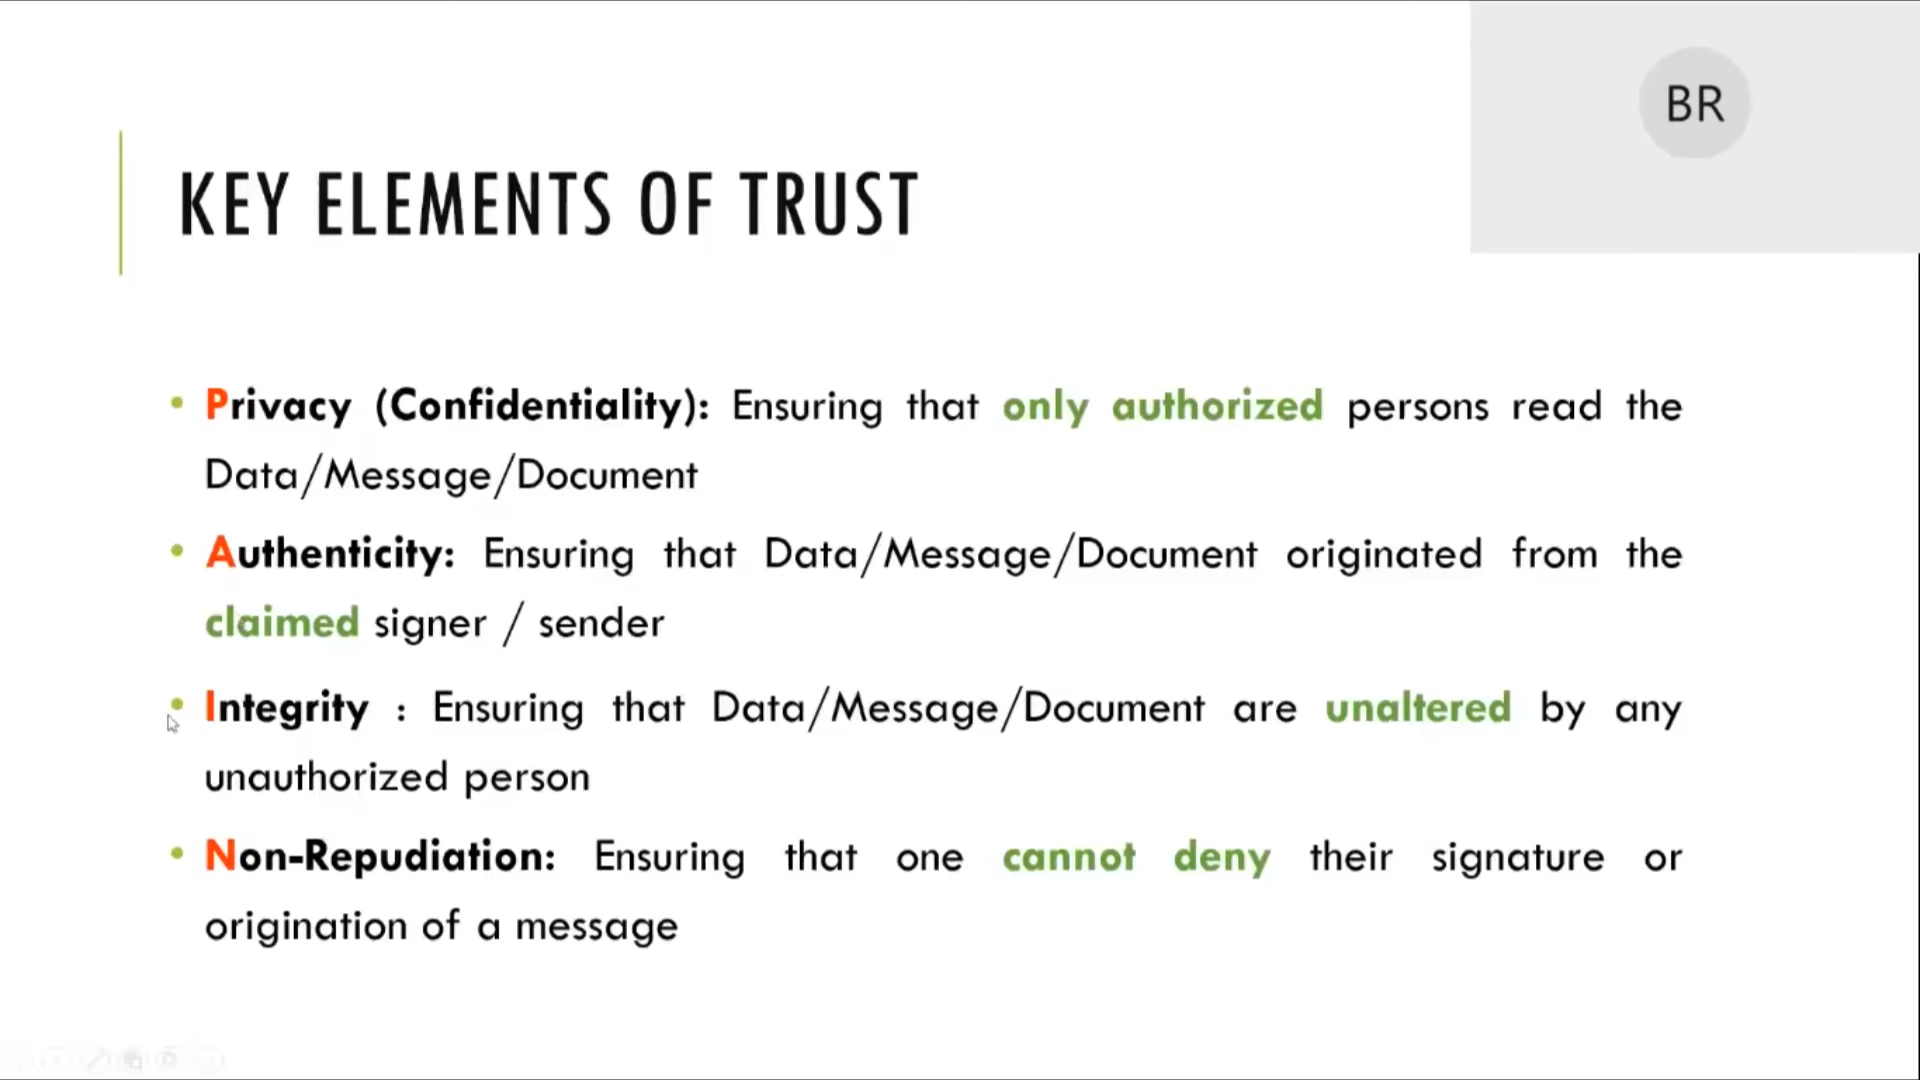 BR
KEY ELEMENTS OF TRUST
• Privacy (Confidentiality): Ensuring that only authorized persons read the
Data/Message/Document
• Authenticity: Ensuring that Data/Message/Document originated from the
claimed signer / sender
• Integrity : Ensuring that Data/Message/Document are unaltered by any
unauthorized person
• Non-Repudiation: Ensuring that one cannot deny their signature or
origination of a message